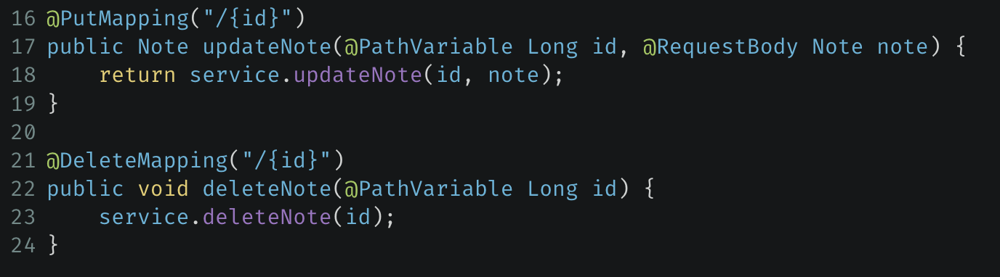 16 @PutMapping("/{id}")
17 public Note updateNote(@PathVariable Long id, @RequestBody Note note) {
18     return service.updateNote(id, note);
19 }
20
21 @DeleteMapping("/{id}")
22 public void deleteNote(@PathVariable Long id) {
23     service.deleteNote(id);
24 }